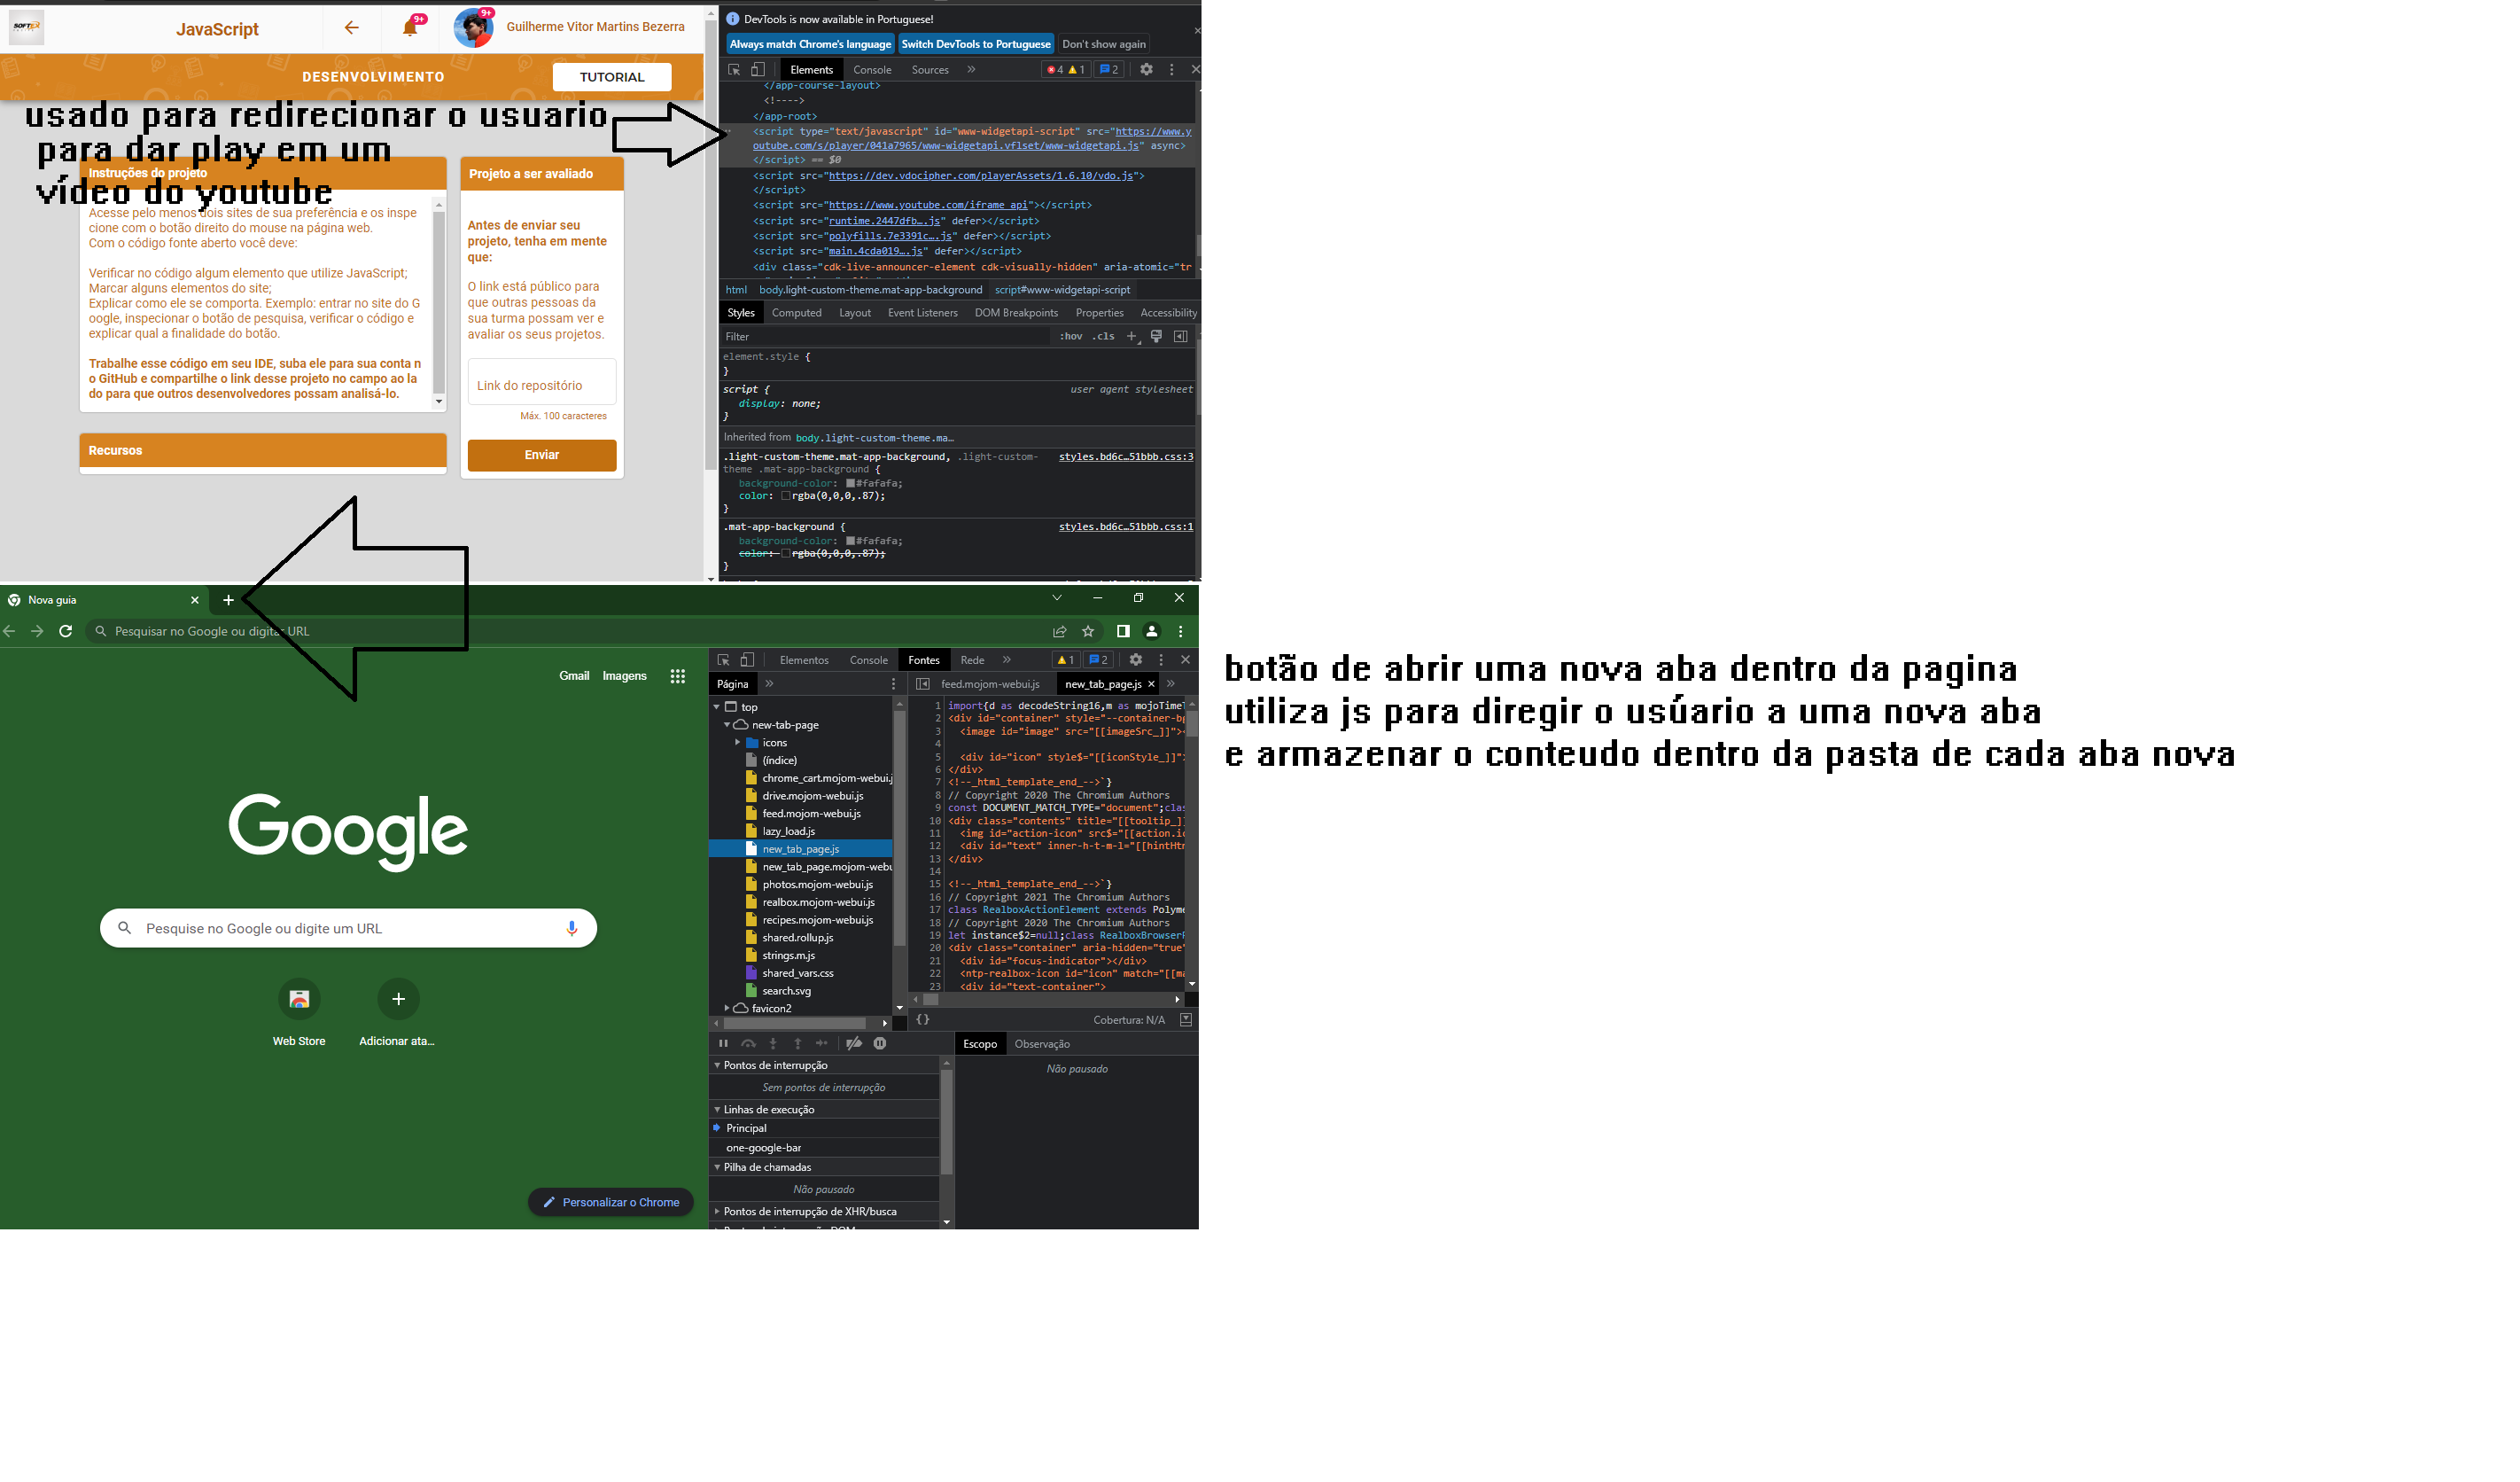 SOFTEX
JavaScript
9+
9+
Guilherme Vitor Martins Bezerra
DESENVOLVIMENTO
TUTORIAL
usado para redirecionar o usuario
para dar play em um
vídeo do youtube
Instruções do projeto
Acesse pelo menos dois sites de sua preferência e os inspe
cione com o botão direito do mouse na página web.
Com o código fonte aberto você deve:
Verificar no código algum elemento que utilize JavaScript;
Marcar alguns elementos do site;
Explicar como ele se comporta. Exemplo: entrar no site do G
oogle, inspecionar o botão de pesquisa, verificar o código e
explicar qual a finalidade do botão.
Trabalhe esse código em seu IDE, suba ele para sua conta n
o GitHub e compartilhe o link desse projeto no campo ao la
do para que outros desenvolvedores possam analisá-lo.
Recursos
Projeto a ser avaliado
Antes de enviar seu
projeto, tenha em mente
que:
O link está público para
que outras pessoas da
sua turma possam ver e
avaliar os seus projetos.
Link do repositório
Máx. 100 caracteres
Enviar
DevTools is now available in Portuguese!
Always match Chrome's language
Switch DevTools to Portuguese
Don't show again
Elements
Console
Sources
»
4
1
2
</app-course-layout>
<!---->
</app-root>
<script type="text/javascript" id="www-widgetapi-script" src="https://www.y
outube.com/s/player/041a7965/www-widgetapi.vflset/www-widgetapi.js" async>
</script> == $0
<script src="https://dev.vdocipher.com/playerAssets/1.6.10/vdo.js">
</script>
<script src="https://www.youtube.com/iframe_api"></script>
<script src="runtime.2447dfb….js" defer></script>
<script src="polyfills.7e3391c….js" defer></script>
<script src="main.4cda019….js" defer></script>
<div class="cdk-live-announcer-element cdk-visually-hidden" aria-atomic="tr
html body.light-custom-theme.mat-app-background script#www-widgetapi-script
Styles Computed Layout Event Listeners DOM Breakpoints Properties Accessibility
Filter
:hov .cls +
element.style {
}
script {
user agent stylesheet
display: none;
}
Inherited from body.light-custom-theme.ma…
.light-custom-theme.mat-app-background, .light-custom-
styles.bd6c…51bbb.css:3
theme .mat-app-background {
background-color: #fafafa;
color: rgba(0,0,0,.87);
}
.mat-app-background {
styles.bd6c…51bbb.css:1
background-color: #fafafa;
color: rgba(0,0,0,.87);
}
Nova guia
Pesquisar no Google ou digitar URL
Gmail Imagens
Google
Pesquise no Google ou digite um URL
Web Store
Adicionar ata...
Personalizar o Chrome
Elementos Console Fontes Rede »
1
2
Página »
top
new-tab-page
icons
(índice)
chrome_cart.mojom-webui.j
drive.mojom-webui.js
feed.mojom-webui.js
lazy_load.js
new_tab_page.js
new_tab_page.mojom-webu
photos.mojom-webui.js
realbox.mojom-webui.js
recipes.mojom-webui.js
shared.rollup.js
strings.m.js
shared_vars.css
search.svg
favicon2
feed.mojom-webui.js
new_tab_page.js
»
1 import{d as decodeString16,m as mojoTimeT
2 <div id="container" style="--container-bg
3 <image id="image" src="[[imageSrc_]]"><
4
5 <div id="icon" style$="[[iconStyle_]]">
6 </div>
7 <!--_html_template_end_-->`}
8 // Copyright 2020 The Chromium Authors
9 const DOCUMENT_MATCH_TYPE="document";clas
10 <div class="contents" title="[[tooltip_]]
11 <img id="action-icon" src$="[[action.ic
12 <div id="text" inner-h-t-m-l="[[hintHtm
13 </div>
14
15 <!--_html_template_end_-->`}
16 // Copyright 2021 The Chromium Authors
17 class RealboxActionElement extends Polyme
18 // Copyright 2020 The Chromium Authors
19 let instance$2=null;class RealboxBrowserP
20 <div class="container" aria-hidden="true"
21 <div id="focus-indicator"></div>
22 <ntp-realbox-icon id="icon" match="[[ma
23 <div id="text-container">
{}
Cobertura: N/A
Escopo Observação
Não pausado
Pontos de interrupção
Sem pontos de interrupção
Linhas de execução
Principal
one-google-bar
Pilha de chamadas
Não pausado
Pontos de interrupção de XHR/busca
botão de abrir uma nova aba dentro da pagina
utiliza js para diregir o usúario a uma nova aba
e armazenar o conteudo dentro da pasta de cada aba nova